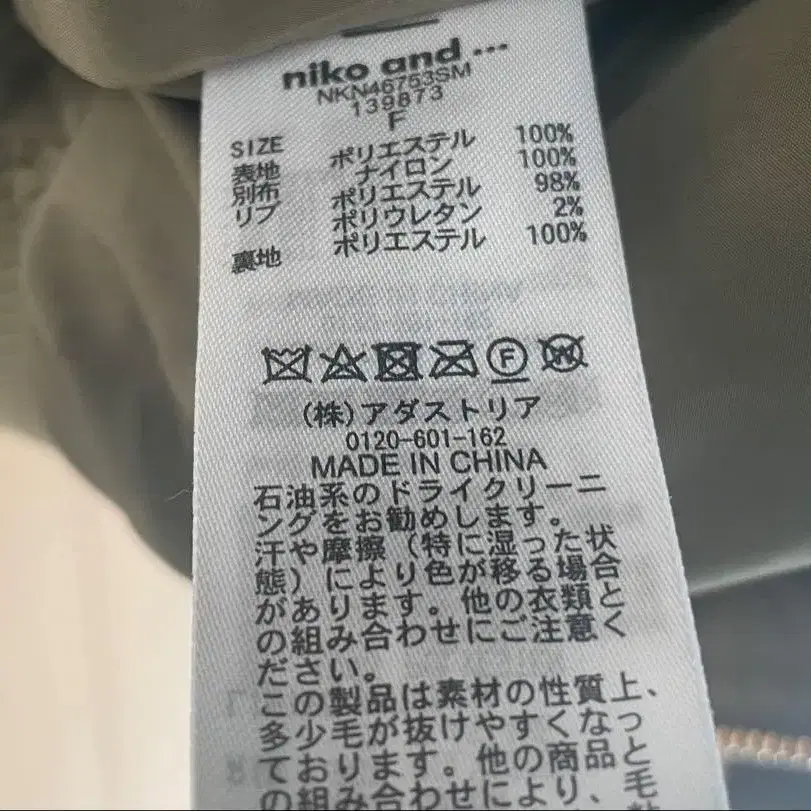 niko and ...
NKN46753SM
139873
SIZE F
表地 ポリエステル 100%
別布 ナイロン 100%
リブ ポリエステル 98%
ポリウレタン 2%
裏地 ポリエステル 100%
F W
(株)アダストリア
0120-601-162
MADE IN CHINA
石油系のドライクリーニ
ングをお勧めします。
汗や摩擦(特に湿った状
態)により色が移る場合
があります。他の衣類と
の組み合わせにご注意く
ださい。
この製品は素材の性質上、
多少毛が抜けやすくなっ
ております。他の商品と
の組み合わせにより、毛